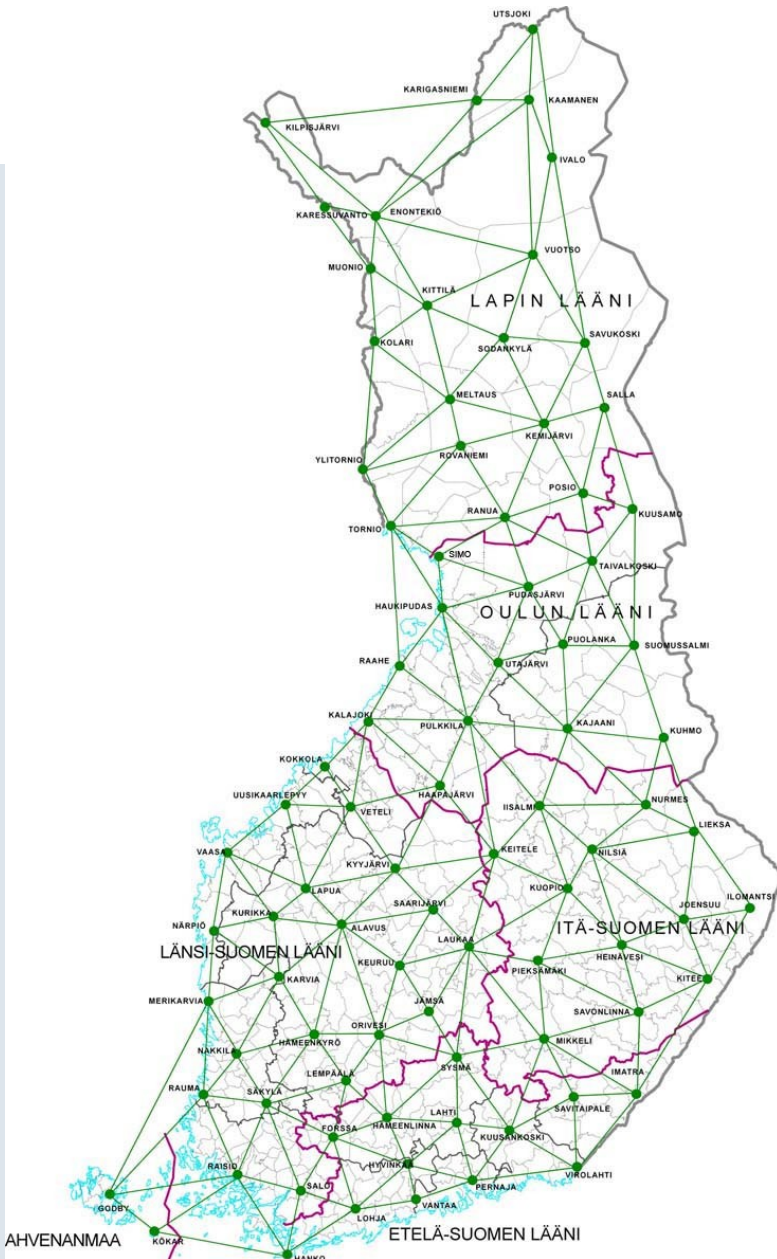 UTSJOKI
KARIGASNIEMI
KAAMANEN
KILPISJÄRVI
IVALO
KARESSUVANTO
ENONTEKIÖ
VUOTSO
MUONIO
KITTILÄ
LAPIN LÄÄNI
KOLARI
SODANKYLÄ
SAVUKOSKI
MELTAUS
SALLA
KEMIJÄRVI
ROVANIEMI
YLITORNIO
POSIO
RANUA
KUUSAMO
TORNIO
SIMO
TAIVALKOSKI
PUDASJÄRVI
HAUKIPUDAS
OULUN LÄÄNI
PUOLANKA
SUOMUSSALMI
RAAHE
UTAJÄRVI
KALAJOKI
PULKKILA
KAJAANI
KUHMO
KOKKOLA
HAAPAJÄRVI
UUSIKAARLEPYY
VETELI
IISALMI
NURMES
LIEKSA
VAASA
KYYJÄRVI
KEITELE
NILSIÄ
LAPUA
KUOPIO
SAARIJÄRVI
JOENSUU
ILOMANTSI
NÄRPIÖ
KURIKKA
ALAVUS
ITÄ-SUOMEN LÄÄNI
LÄNSI-SUOMEN LÄÄNI
LAUKAA
HEINÄVESI
KEURUU
PIEKSÄMÄKI
KARVIA
KITEE
MERIKARVIA
JÄMSÄ
SAVONLINNA
HÄMEENKYRÖ
ORIVESI
MIKKELI
NAKKILA
SYSMÄ
LEMPÄÄLÄ
IMATRA
RAUMA
SÄKYLÄ
SAVITAIPALE
HÄMEENLINNA
LAHTI
FORSSA
KUUSANKOSKI
HYVINKÄÄ
RAISIO
VIROLAHTI
SALO
PERNAJA
GODBY
VANTAA
LOHJA
KÖKAR
ETELÄ-SUOMEN LÄÄNI
AHVENANMAA
HANKO